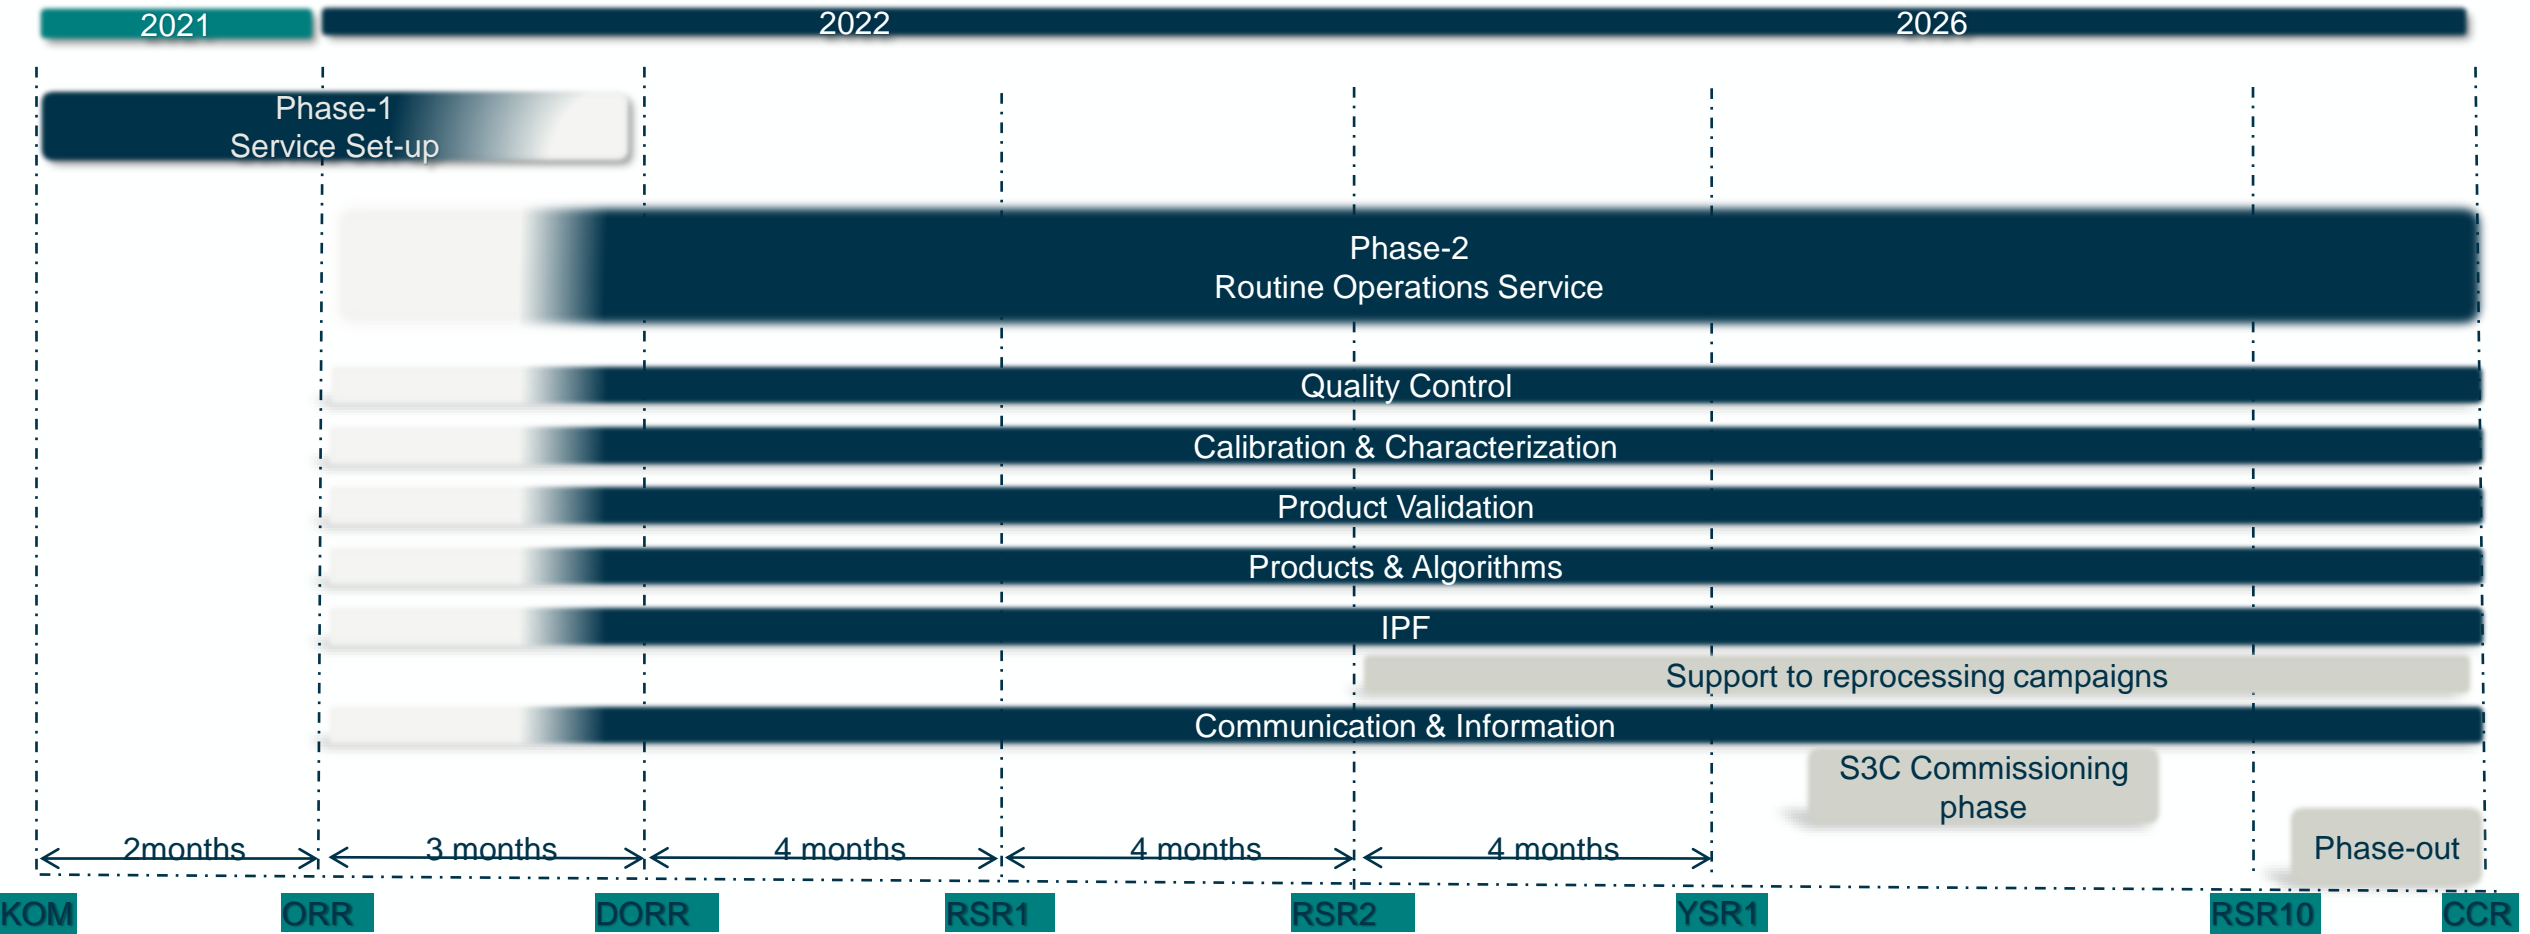 2021
2022
2026
Phase-1
Service Set-up
Phase-2
Routine Operations Service
Quality Control
Calibration & Characterization
Product Validation
Products & Algorithms
IPF
Support to reprocessing campaigns
Communication & Information
S3C Commissioning
phase
2months
3 months
4 months
4 months
4 months
Phase-out
KOM
ORR
DORR
RSR1
RSR2
YSR1
RSR10
CCR